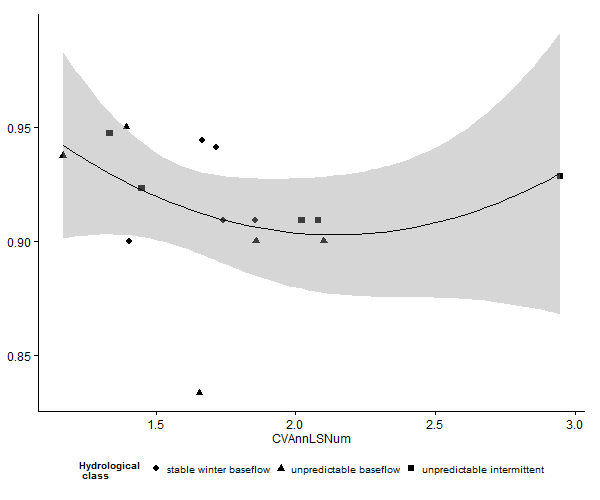 0.95
0.90
0.85
1.5 2.0 2.5 3.0
CVAnnLSNum
Hydrological
class
stable winter baseflow unpredictable baseflow unpredictable intermittent